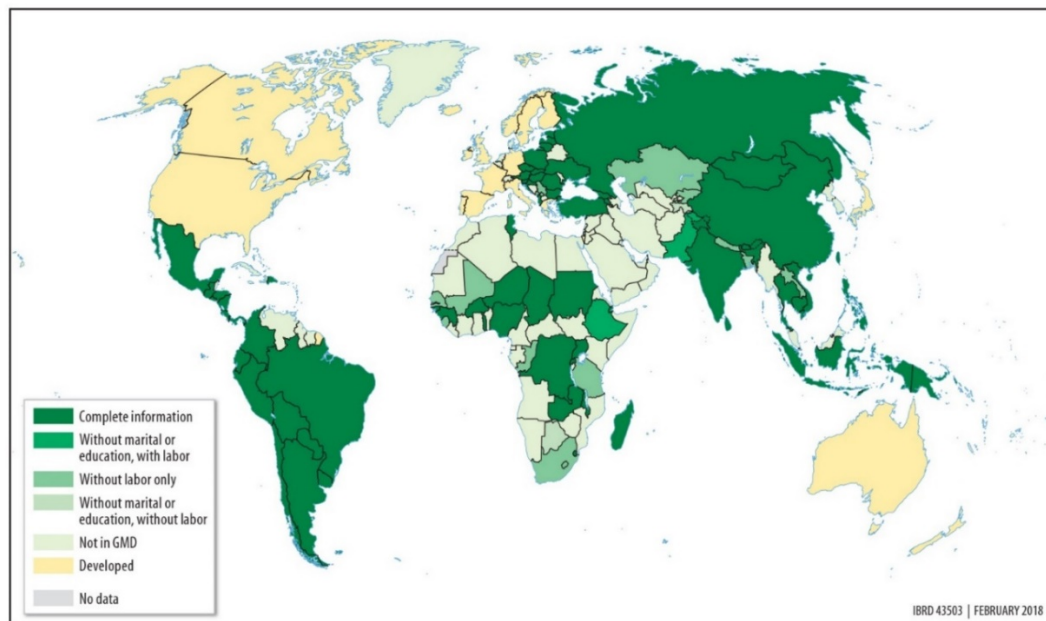 Complete information
Without marital or
education, with labor
Without labor only
Without marital or
education, without labor
Not in GMD
Developed
No data
IBRD 43503 | FEBRUARY 2018